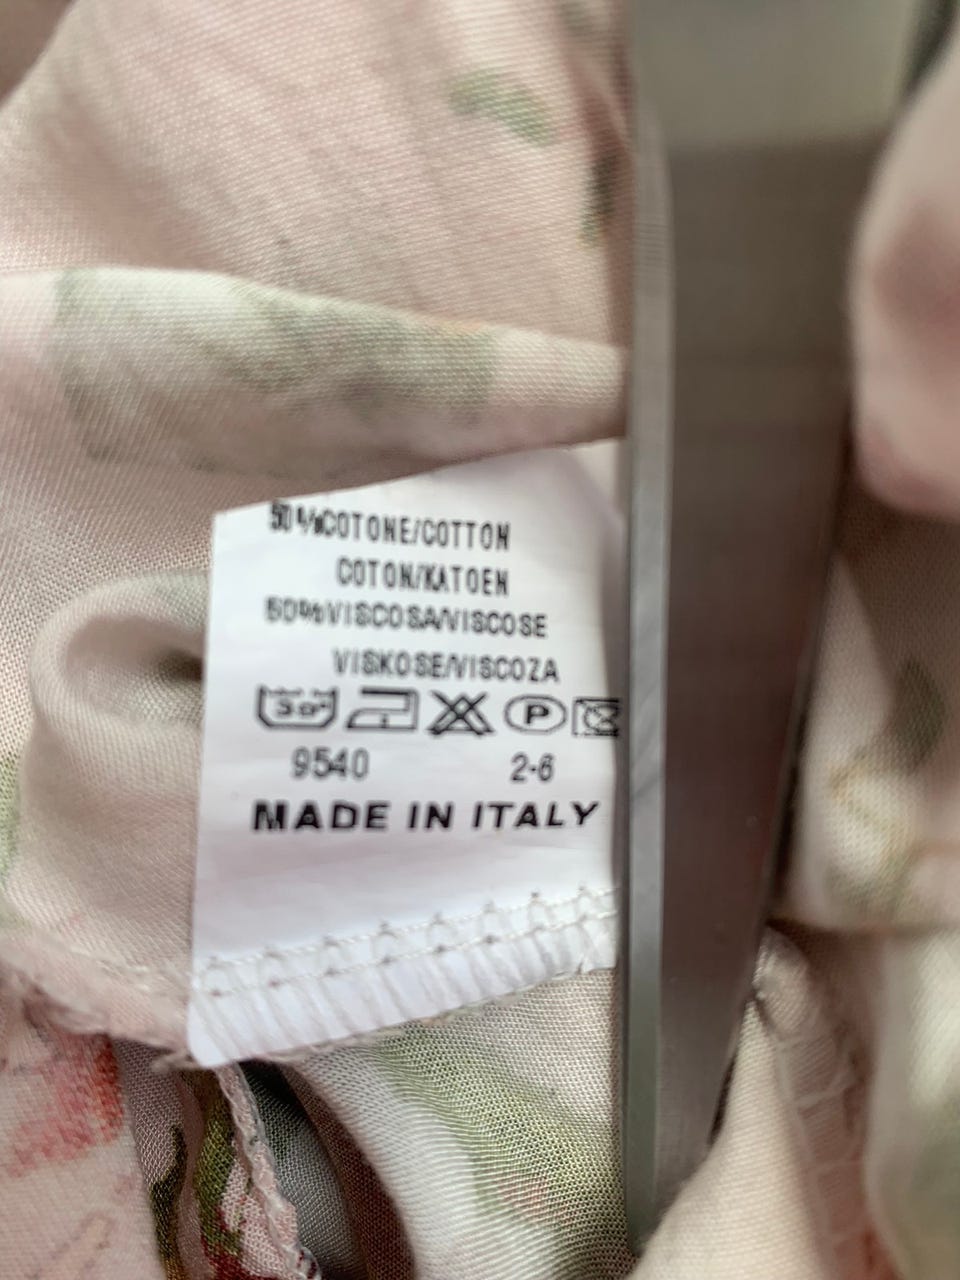 50%COTONE/COTTON
COTON/KATOEN
50%VISCOSA/VISCOSE
VISKOSE/VISCOZA
30° P
9540 2-6
MADE IN ITALY